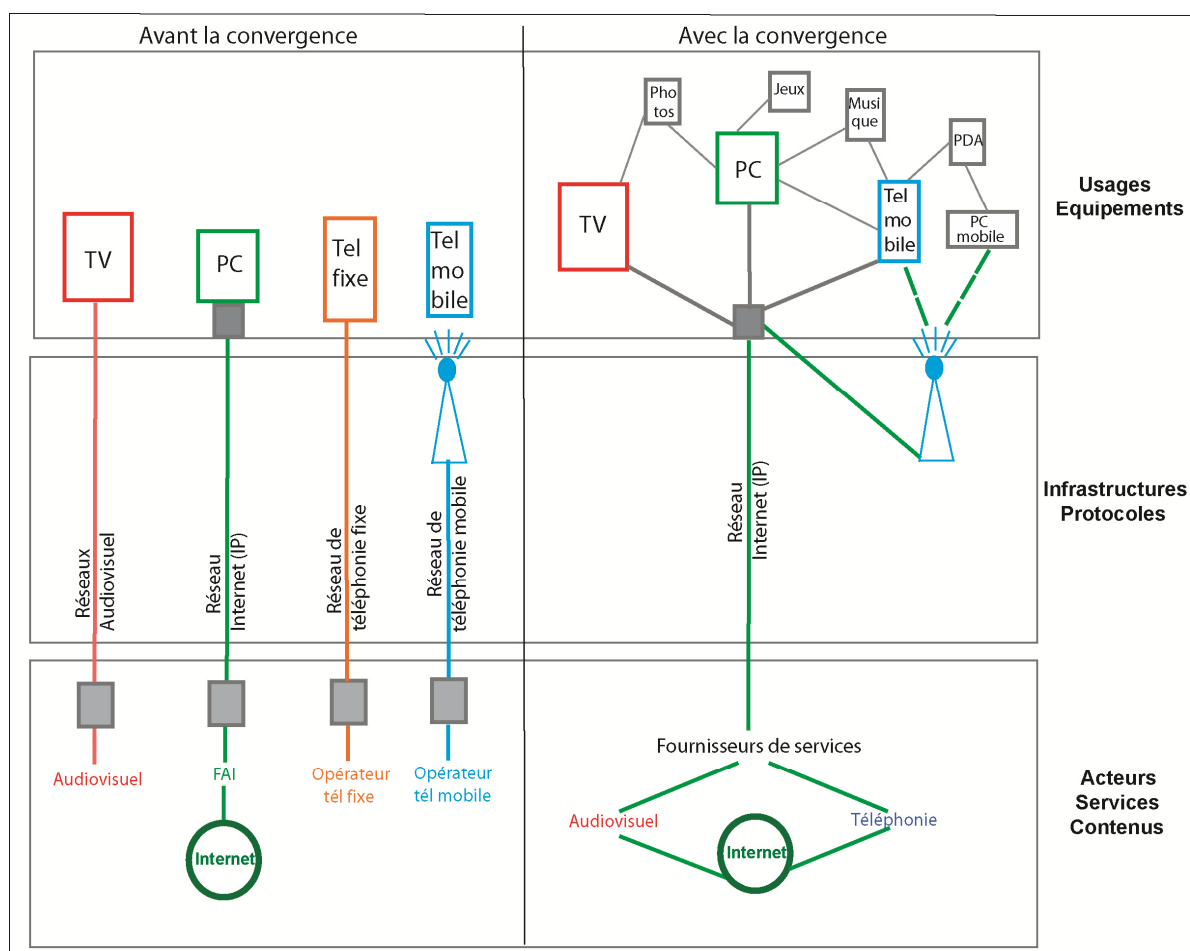 Avant la convergence
Avec la convergence
Pho
tos
Jeux
Musi
que
PDA
PC
TV
Tel
mo
bile
PC
mobile
Usages
Equipements
TV
PC
Tel
fixe
Tel
mo
bile
Réseaux
Audiovisuel
Réseau
Internet (IP)
Réseau de
téléphonie fixe
Réseau de
téléphonie mobile
Réseau
Internet (IP)
Infrastructures
Protocoles
Audiovisuel
FAI
Opérateur
tél fixe
Opérateur
tél mobile
Internet
Fournisseurs de services
Audiovisuel
Téléphonie
Internet
Acteurs
Services
Contenus